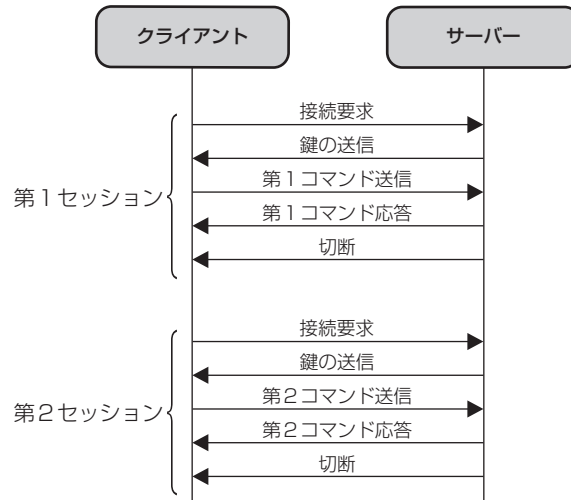 クライアント
サーバー
接続要求
鍵の送信
第1コマンド送信
第1コマンド応答
切断
第1セッション
接続要求
鍵の送信
第2コマンド送信
第2コマンド応答
切断
第2セッション